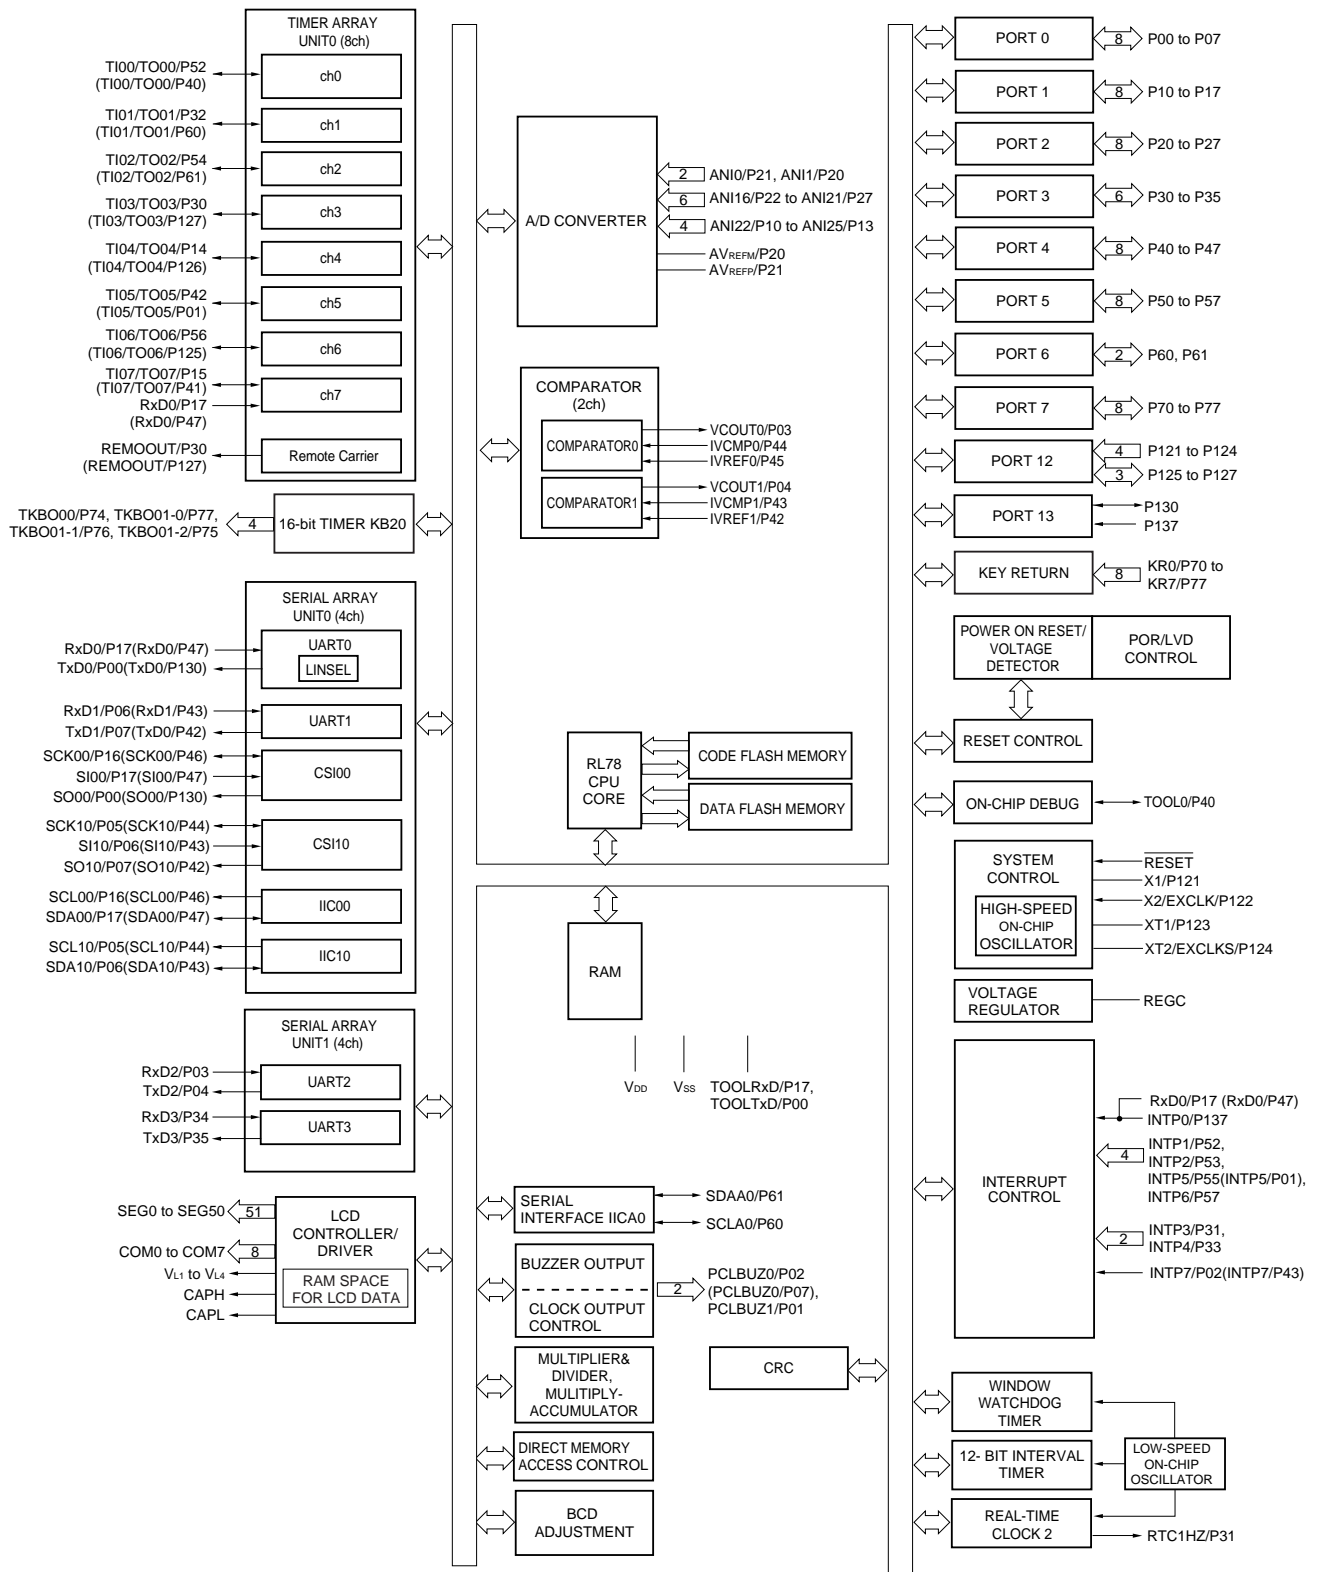 TIMER ARRAY
UNIT0 (8ch)
TI00/TO00/P52
(TI00/TO00/P40)
ch0
TI01/TO01/P32
(TI01/TO01/P60)
ch1
TI02/TO02/P54
(TI02/TO02/P61)
ch2
TI03/TO03/P30
(TI03/TO03/P127)
ch3
TI04/TO04/P14
(TI04/TO04/P126)
ch4
TI05/TO05/P42
(TI05/TO05/P01)
ch5
TI06/TO06/P56
(TI06/TO06/P125)
ch6
TI07/TO07/P15
(TI07/TO07/P41)
RxD0/P17
(RxD0/P47)
ch7
REMOOUT/P30
(REMOOUT/P127)
Remote Carrier
TKBO00/P74, TKBO01-0/P77,
TKBO01-1/P76, TKBO01-2/P75
4
16-bit TIMER KB20
SERIAL ARRAY
UNIT0 (4ch)
RxD0/P17(RxD0/P47)
TxD0/P00(TxD0/P130)
UART0
LINSEL
RxD1/P06(RxD1/P43)
TxD1/P07(TxD0/P42)
UART1
SCK00/P16(SCK00/P46)
SI00/P17(SI00/P47)
SO00/P00(SO00/P130)
CSI00
SCK10/P05(SCK10/P44)
SI10/P06(SI10/P43)
SO10/P07(SO10/P42)
CSI10
SCL00/P16(SCL00/P46)
SDA00/P17(SDA00/P47)
IIC00
SCL10/P05(SCL10/P44)
SDA10/P06(SDA10/P43)
IIC10
SERIAL ARRAY
UNIT1 (4ch)
RxD2/P03
TxD2/P04
UART2
RxD3/P34
TxD3/P35
UART3
SEG0 to SEG50
51
COM0 to COM7
8
VL1 to VL4
CAPH
CAPL
LCD
CONTROLLER/
DRIVER
RAM SPACE
FOR LCD DATA
A/D CONVERTER
2
ANI0/P21, ANI1/P20
6
ANI16/P22 to ANI21/P27
4
ANI22/P10 to ANI25/P13
AVREFM/P20
AVREFP/P21
COMPARATOR
(2ch)
COMPARATOR0
VCOUT0/P03
IVCMP0/P44
IVREF0/P45
COMPARATOR1
VCOUT1/P04
IVCMP1/P43
IVREF1/P42
RL78
CPU
CORE
CODE FLASH MEMORY
DATA FLASH MEMORY
RAM
VDD
VSS
TOOLRxD/P17,
TOOLTxD/P00
SERIAL
INTERFACE IICA0
SDAA0/P61
SCLA0/P60
BUZZER OUTPUT
CLOCK OUTPUT
CONTROL
2
PCLBUZ0/P02
(PCLBUZ0/P07),
PCLBUZ1/P01
MULTIPLIER&
DIVIDER,
MULITIPLY-
ACCUMULATOR
DIRECT MEMORY
ACCESS CONTROL
BCD
ADJUSTMENT
CRC
PORT 0
8
P00 to P07
PORT 1
8
P10 to P17
PORT 2
8
P20 to P27
PORT 3
6
P30 to P35
PORT 4
8
P40 to P47
PORT 5
8
P50 to P57
PORT 6
2
P60, P61
PORT 7
8
P70 to P77
PORT 12
4
P121 to P124
3
P125 to P127
PORT 13
P130
P137
KEY RETURN
8
KR0/P70 to
KR7/P77
POWER ON RESET/
VOLTAGE
DETECTOR
POR/LVD
CONTROL
RESET CONTROL
ON-CHIP DEBUG
TOOL0/P40
SYSTEM
CONTROL
HIGH-SPEED
ON-CHIP
OSCILLATOR
RESET
X1/P121
X2/EXCLK/P122
XT1/P123
XT2/EXCLKS/P124
VOLTAGE
REGULATOR
REGC
INTERRUPT
CONTROL
RxD0/P17 (RxD0/P47)
INTP0/P137
4
INTP1/P52,
INTP2/P53,
INTP5/P55(INTP5/P01),
INTP6/P57
2
INTP3/P31,
INTP4/P33
INTP7/P02(INTP7/P43)
WINDOW
WATCHDOG
TIMER
12- BIT INTERVAL
TIMER
LOW-SPEED
ON-CHIP
OSCILLATOR
REAL-TIME
CLOCK 2
RTC1HZ/P31